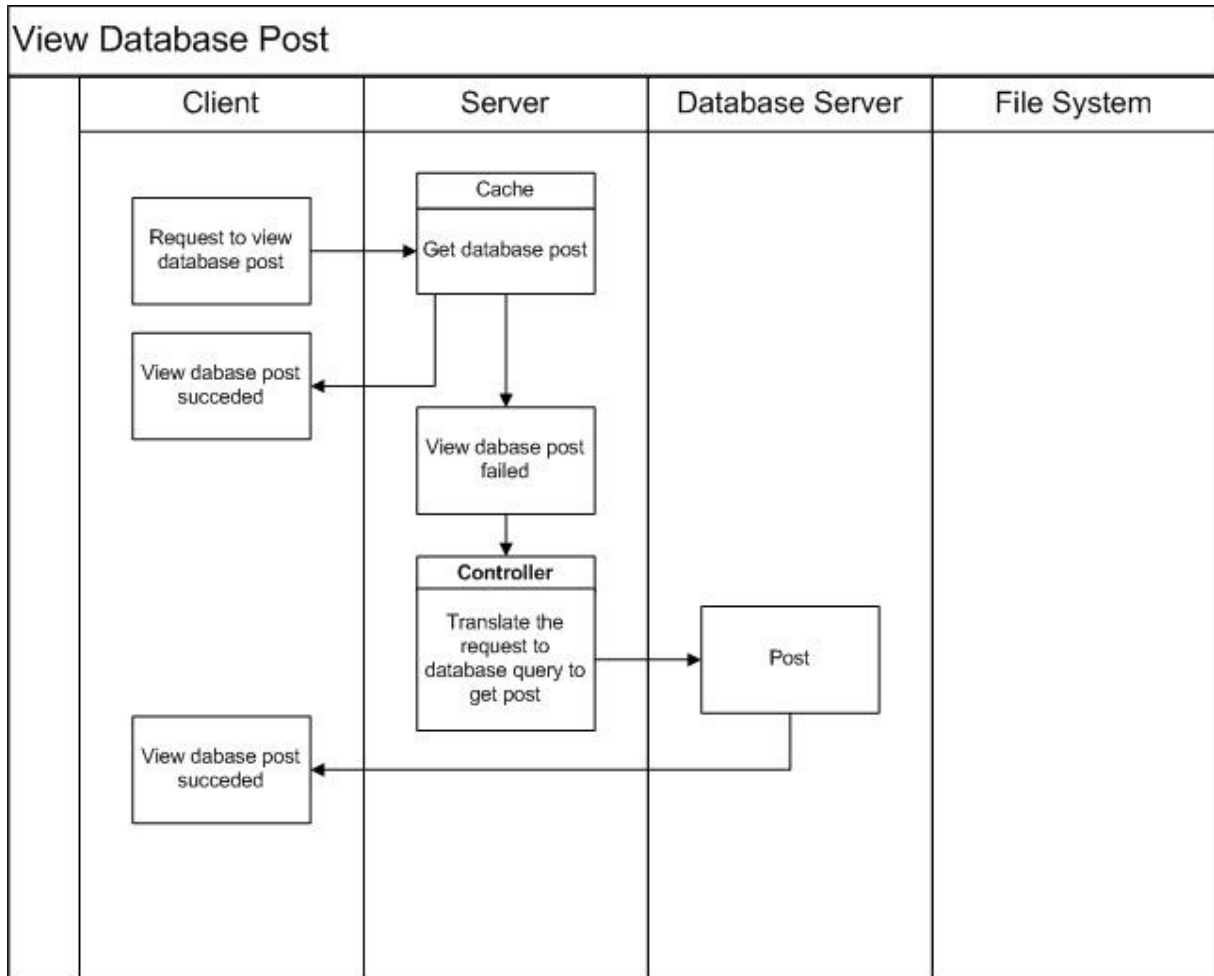 View Database Post
Client
Server
Database Server
File System
Cache
Request to view
database post
Get database post
View dabase post
succeded
View dabase post
failed
Controller
Translate the
request to
database query to
get post
Post
View dabase post
succeded